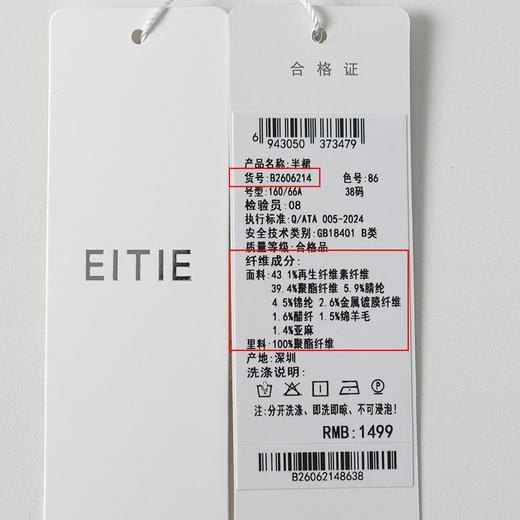 EITIE
合格证
6 943050 373479
产品名称:半裙
货号:B2606214 色号:86
号型:160/66A 38码
检验员:08
执行标准:Q/ATA 005-2024
安全技术类别:GB18401 B类
质量等级:合格品
纤维成分:
面料:43.1%再生纤维素纤维
39.4%聚酯纤维 5.9%腈纶
4.5%锦纶 2.6%金属镀膜纤维
1.6%醋纤 1.5%绵羊毛
1.4%亚麻
里料:100%聚酯纤维
产地:深圳
洗涤说明:
注:分开洗涤、即洗即晾、不可浸泡!
RMB:1499
B26062148638